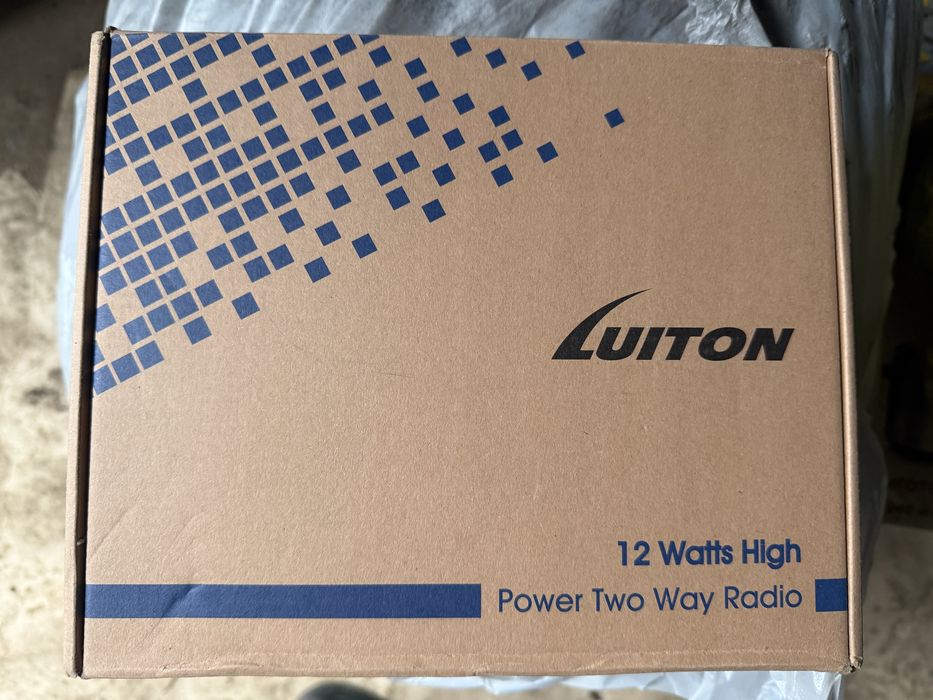 LUITON
12 Watts High
Power Two Way Radio